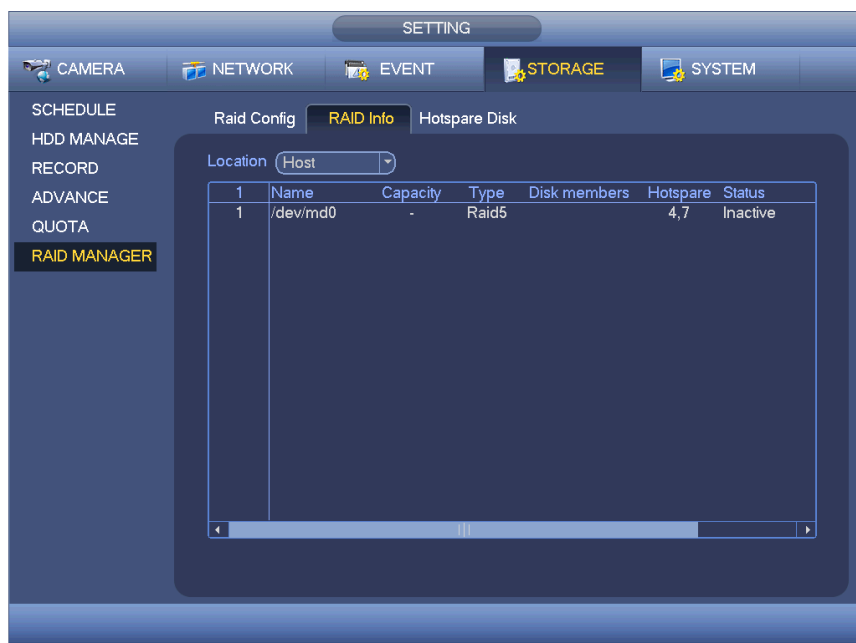 SETTING
CAMERA NETWORK EVENT STORAGE SYSTEM
SCHEDULE
HDD MANAGE
RECORD
ADVANCE
QUOTA
RAID MANAGER
Raid Config RAID Info Hotspare Disk
Location Host
1 Name Capacity Type Disk members Hotspare Status
1 /dev/md0 - Raid5 4,7 Inactive